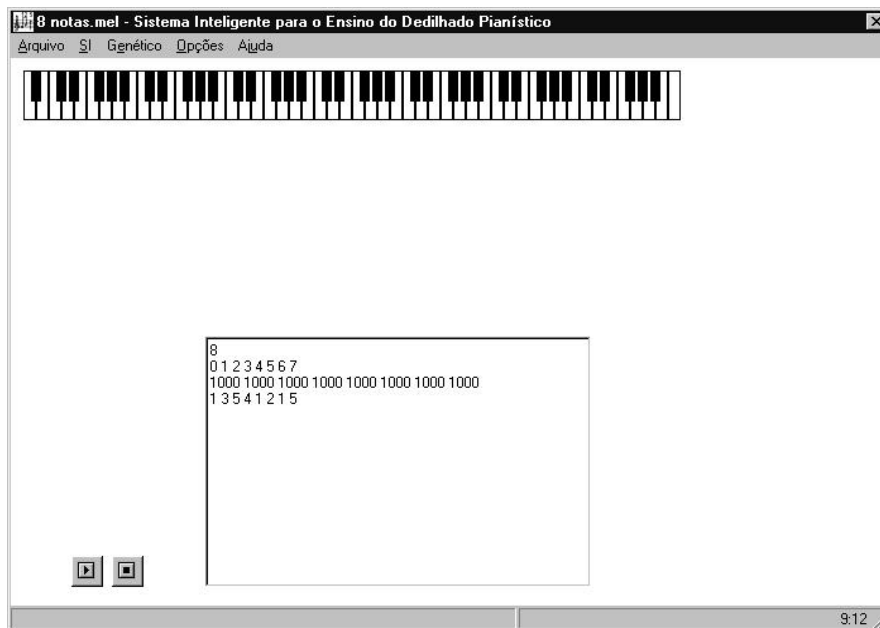 8 notas.mel - Sistema Inteligente para o Ensino do Dedilhado Pianístico
Arquivo SI Genético Opções Ajuda
8
0 1 2 3 4 5 6 7
1000 1000 1000 1000 1000 1000 1000 1000
1 3 5 4 1 2 1 5
9:12